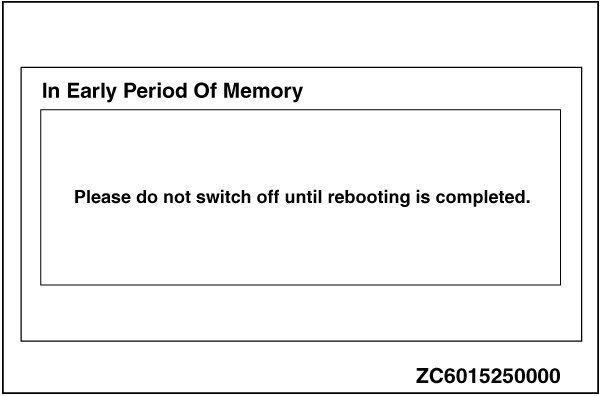 In Early Period Of Memory
Please do not switch off until rebooting is completed.
ZC6015250000